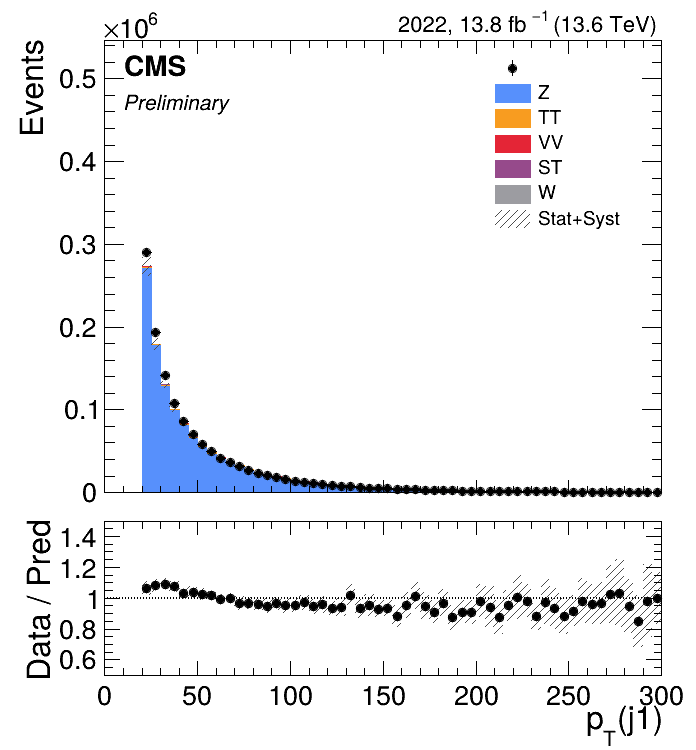 ×10⁶
2022, 13.8 fb ⁻¹ (13.6 TeV)
CMS
Preliminary
Events
Z
TT
VV
ST
W
Stat+Syst
0.5
0.4
0.3
0.2
0.1
0
Data / Pred
1.4
1.2
1
0.8
0.6
0 50 100 150 200 250 300
p_T(j1)